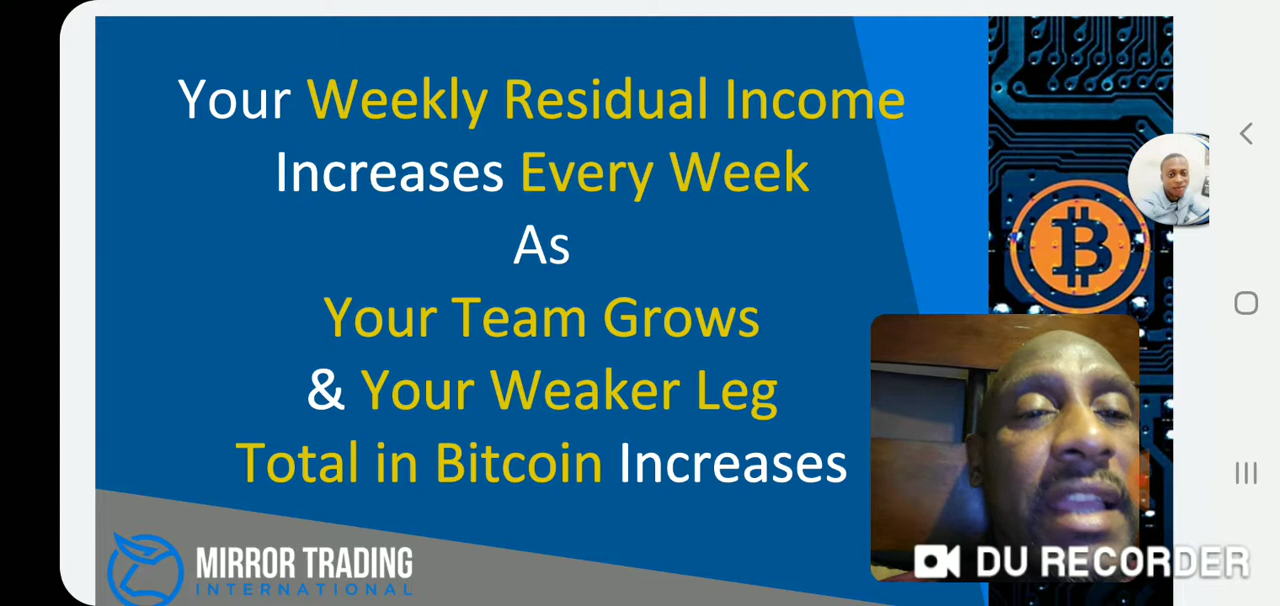 Your Weekly Residual Income
Increases Every Week
As
Your Team Grows
& Your Weaker Leg
Total in Bitcoin Increases
MIRROR TRADING
INTERNATIONAL
DU RECORDER